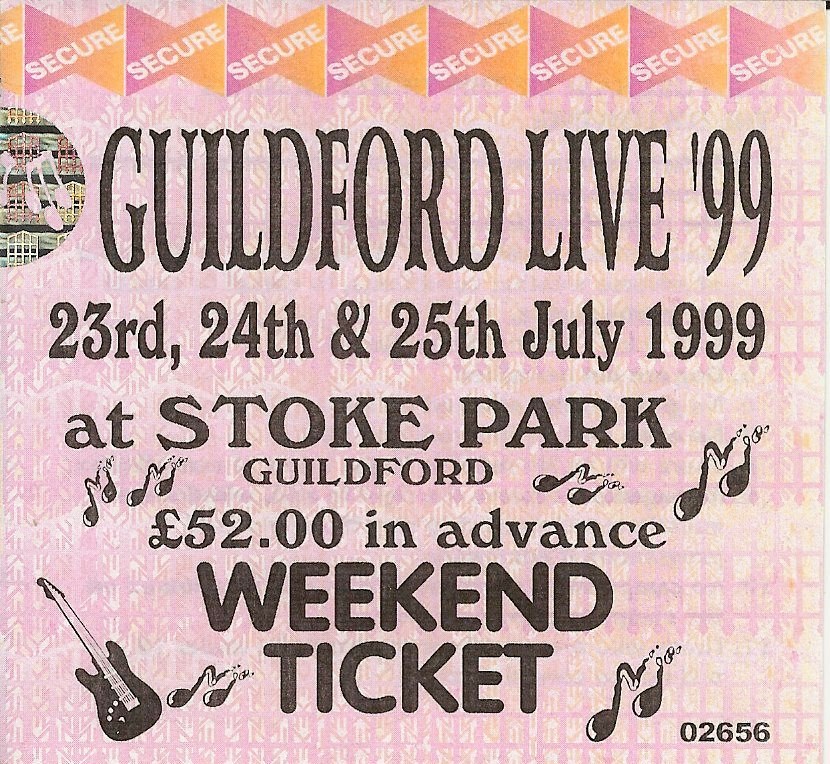 SECURE SECURE SECURE SECURE SECURE SECURE SECURE SECURE
GUILDFORD LIVE '99
23rd, 24th & 25th July 1999
at STOKE PARK
GUILDFORD
£52.00 in advance
WEEKEND
TICKET
02656